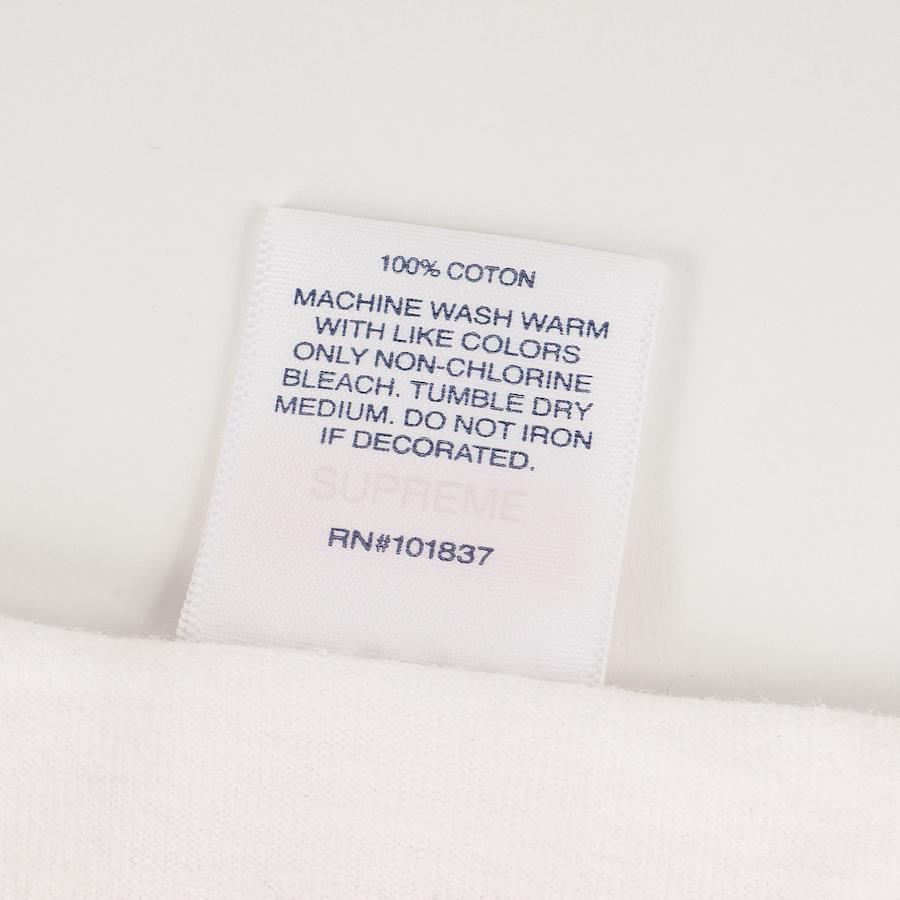 100% COTON
MACHINE WASH WARM
WITH LIKE COLORS
ONLY NON-CHLORINE
BLEACH. TUMBLE DRY
MEDIUM. DO NOT IRON
IF DECORATED.
SUPREME
RN#101837